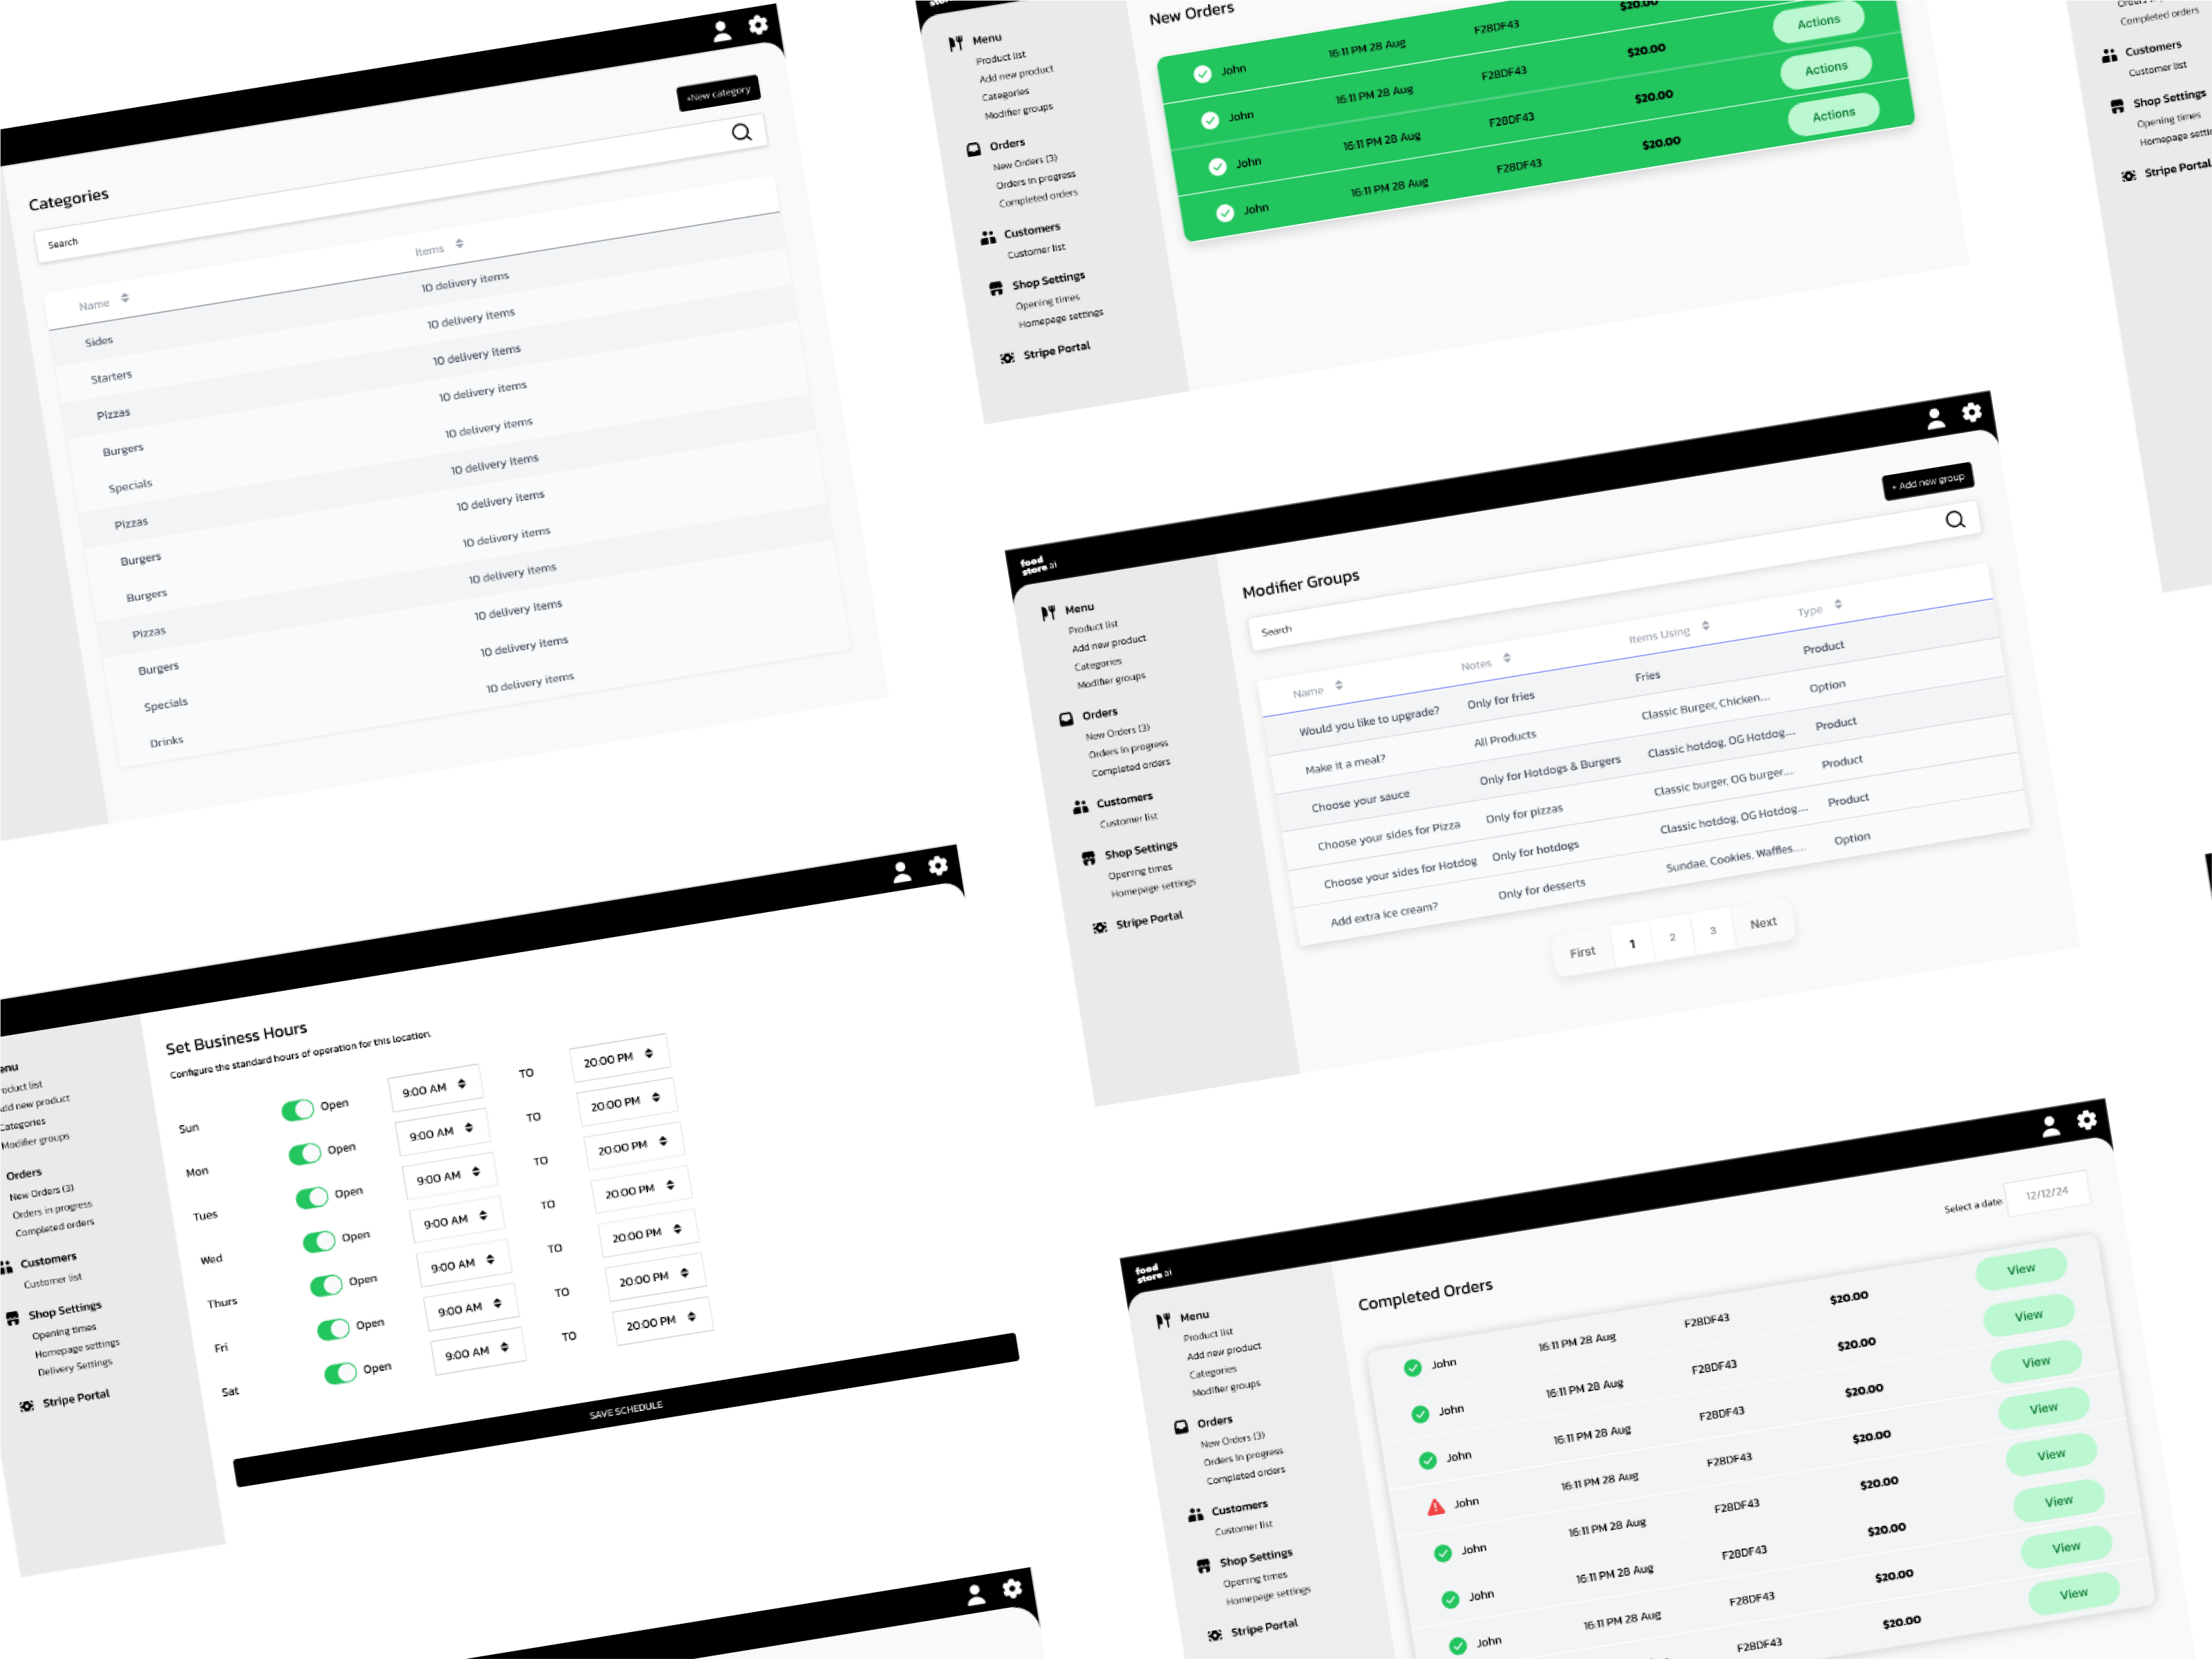 +New category
Categories
Search
Name
Items
Sides 10 delivery items
Starters 10 delivery items
Pizzas 10 delivery items
Burgers 10 delivery items
Specials 10 delivery items
Pizzas 10 delivery items
Burgers 10 delivery items
Burgers 10 delivery items
Pizzas 10 delivery items
Burgers 10 delivery items
Specials 10 delivery items
Drinks 10 delivery items
Menu
Product list
Add new product
Categories
Modifier groups
Orders
New Orders (3)
Orders in progress
Completed orders
Customers
Customer list
Shop Settings
Opening times
Homepage settings
Stripe Portal
New Orders
John 16:11 PM 28 Aug F28DF43 $20.00 Actions
John 16:11 PM 28 Aug F28DF43 $20.00 Actions
John 16:11 PM 28 Aug F28DF43 $20.00 Actions
John 16:11 PM 28 Aug F28DF43 $20.00
Completed orders
Customers
Customer list
Shop Settings
Opening times
Homepage
Stripe Portal
food
store ai
Menu
Product list
Add new product
Categories
Modifier groups
Orders
New Orders (3)
Orders in progress
Completed orders
Customers
Customer list
Shop Settings
Opening times
Homepage settings
Stripe Portal
+ Add new group
Modifier Groups
Search
Name Notes Items Using Type
Would you like to upgrade? Only for fries Fries Product
Make it a meal? All Products Classic Burger, Chicken.... Option
Choose your sauce Only for Hotdogs & Burgers Classic hotdog, OG Hotdog.... Product
Choose your sides for Pizza Only for pizzas Classic burger, OG burger..... Product
Choose your sides for Hotdog Only for hotdogs Classic hotdog, OG Hotdog.... Product
Add extra ice cream? Only for desserts Sundae, Cookies, Waffles..... Option
First 1 2 3 Next
enu
roduct list
dd new product
ategories
Modifier groups
Orders
New Orders (3)
Orders in progress
Completed orders
Customers
Customer list
Shop Settings
Opening times
Homepage settings
Delivery Settings
Stripe Portal
Set Business Hours
Configure the standard hours of operation for this location.
Sun Open 9:00 AM TO 20:00 PM
Mon Open 9:00 AM TO 20:00 PM
Tues Open 9:00 AM TO 20:00 PM
Wed Open 9:00 AM TO 20:00 PM
Thurs Open 9:00 AM TO 20:00 PM
Fri Open 9:00 AM TO 20:00 PM
Sat Open 9:00 AM TO 20:00 PM
SAVE SCHEDULE
food
store ai
Menu
Product list
Add new product
Categories
Modifier groups
Orders
New Orders (3)
Orders in progress
Completed orders
Customers
Customer list
Shop Settings
Opening times
Homepage settings
Stripe Portal
Select a date: 12/12/24
Completed Orders
John 16:11 PM 28 Aug F28DF43 $20.00 View
John 16:11 PM 28 Aug F28DF43 $20.00 View
John 16:11 PM 28 Aug F28DF43 $20.00 View
John 16:11 PM 28 Aug F28DF43 $20.00 View
John 16:11 PM 28 Aug F28DF43 $20.00 View
John 16:11 PM 28 Aug F28DF43 $20.00 View
John 16:11 PM 28 Aug F28DF43 $20.00 View
F28DF43 $20.00 View